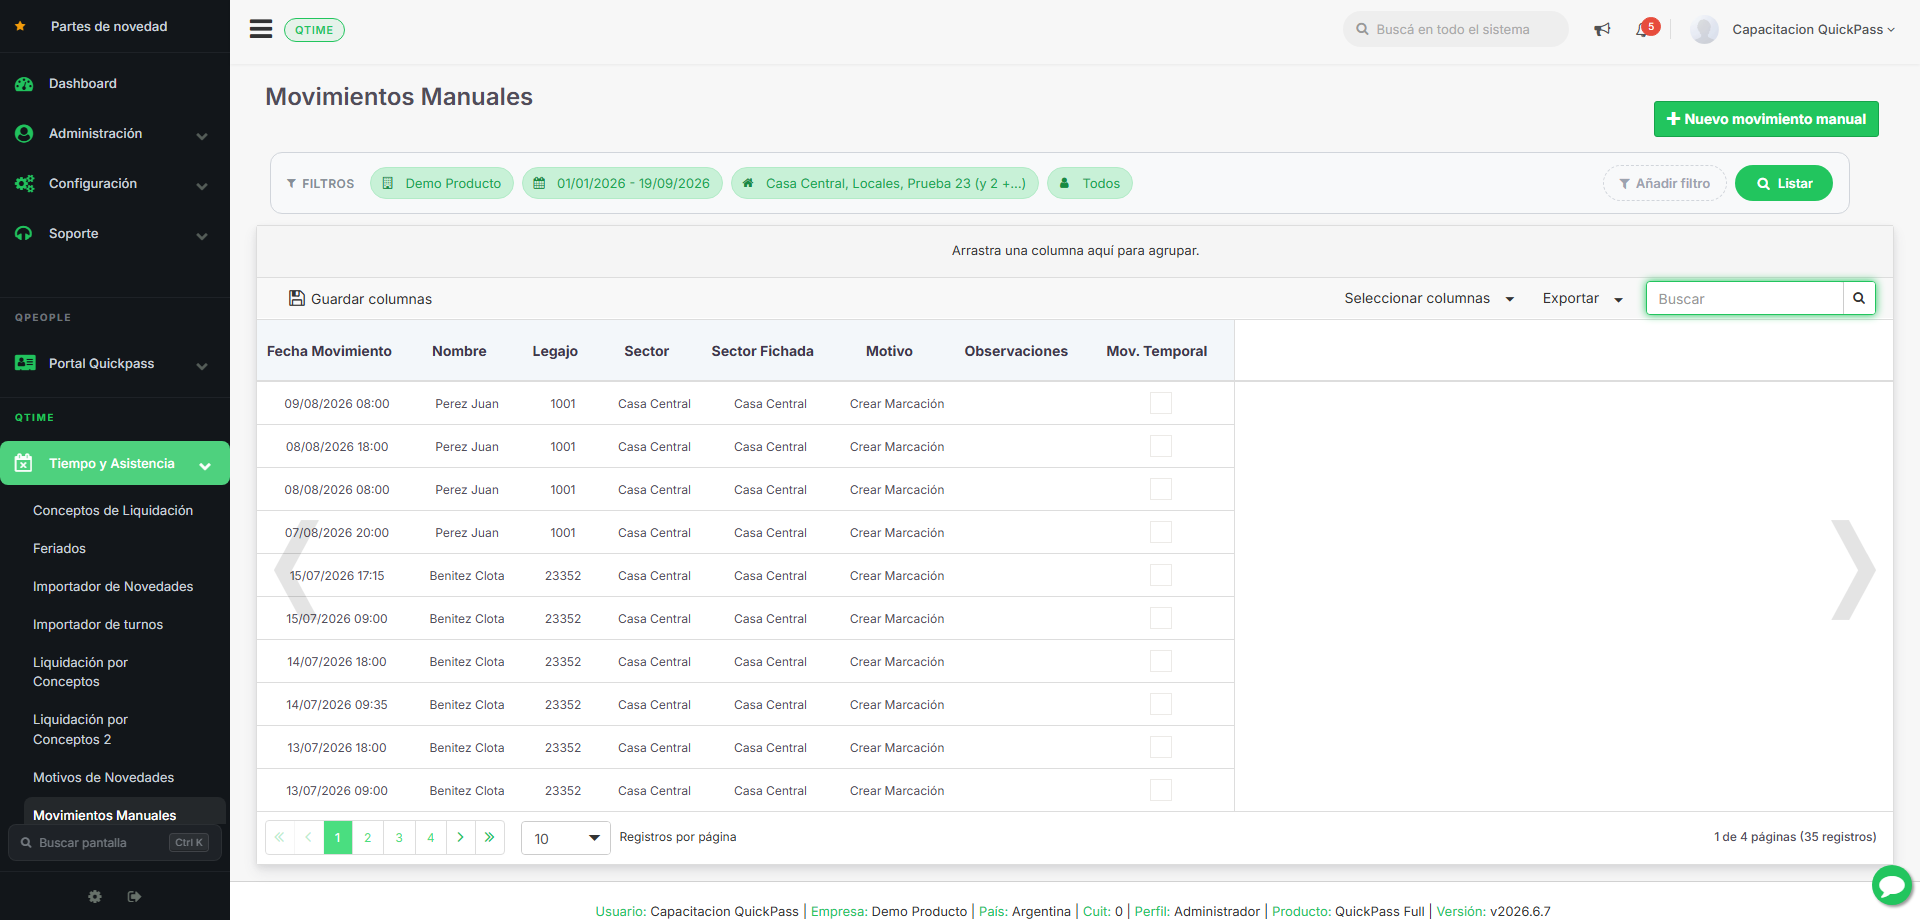 Partes de novedad
Dashboard
Administración
Configuración
Soporte
QPEOPLE
Portal Quickpass
QTIME
Tiempo y Asistencia
Conceptos de Liquidación
Feriados
Importador de Novedades
Importador de turnos
Liquidación por
Conceptos
Liquidación por
Conceptos 2
Motivos de Novedades
Movimientos Manuales
Buscar pantalla Ctrl K
QTIME
Buscá en todo el sistema
5
Capacitacion QuickPass
Movimientos Manuales
Nuevo movimiento manual
FILTROS Demo Producto 01/01/2026 - 19/09/2026 Casa Central, Locales, Prueba 23 (y 2 +...) Todos Añadir filtro Listar
Arrastra una columna aquí para agrupar.
Guardar columnas Seleccionar columnas Exportar Buscar
Fecha Movimiento Nombre Legajo Sector Sector Fichada Motivo Observaciones Mov. Temporal
09/08/2026 08:00 Perez Juan 1001 Casa Central Casa Central Crear Marcación
08/08/2026 18:00 Perez Juan 1001 Casa Central Casa Central Crear Marcación
08/08/2026 08:00 Perez Juan 1001 Casa Central Casa Central Crear Marcación
07/08/2026 20:00 Perez Juan 1001 Casa Central Casa Central Crear Marcación
15/07/2026 17:15 Benitez Clota 23352 Casa Central Casa Central Crear Marcación
15/07/2026 09:00 Benitez Clota 23352 Casa Central Casa Central Crear Marcación
14/07/2026 18:00 Benitez Clota 23352 Casa Central Casa Central Crear Marcación
14/07/2026 09:35 Benitez Clota 23352 Casa Central Casa Central Crear Marcación
13/07/2026 18:00 Benitez Clota 23352 Casa Central Casa Central Crear Marcación
13/07/2026 09:00 Benitez Clota 23352 Casa Central Casa Central Crear Marcación
« ‹ 1 2 3 4 › » 10 Registros por página 1 de 4 páginas (35 registros)
Usuario: Capacitacion QuickPass | Empresa: Demo Producto | País: Argentina | Cuit: 0 | Perfil: Administrador | Producto: QuickPass Full | Versión: v2026.6.7